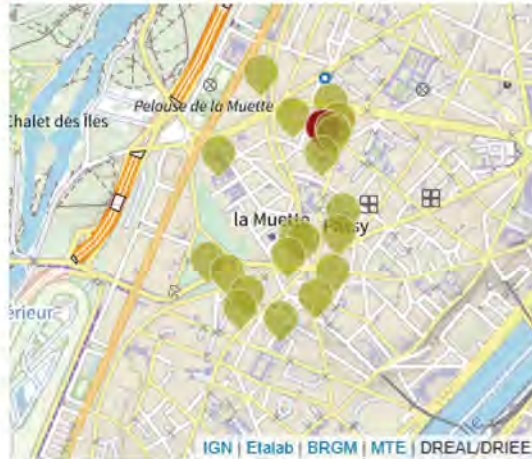 Pelouse de la Muette
Chalet des Îles
la Muette
Passy
érieur
IGN | Etalab | BRGM | MTE | DREAL/DRIEE